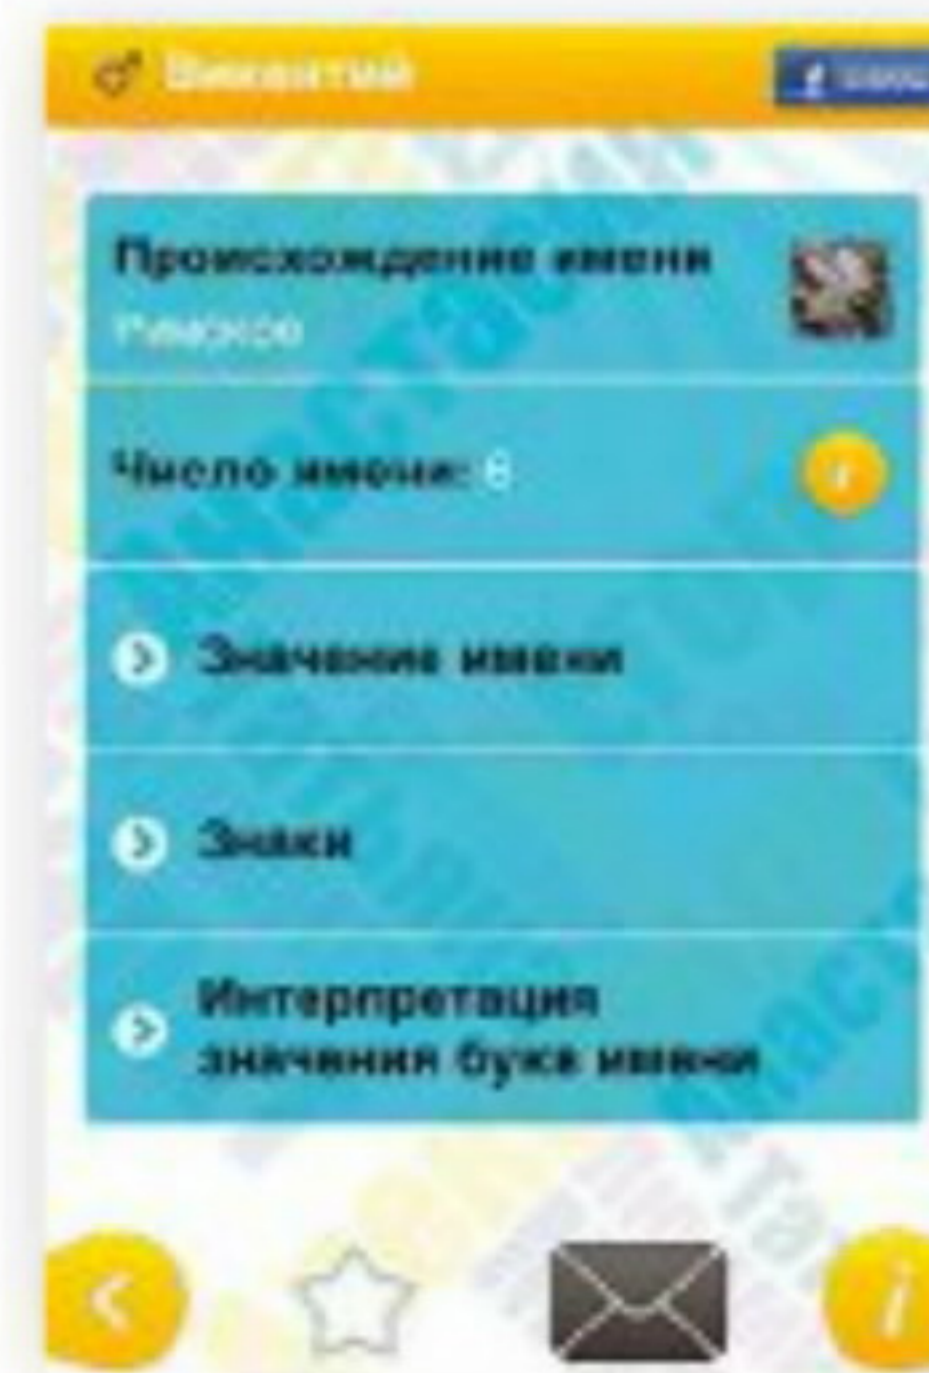 Викентий
Происхождение имени
Римское
Число имени: 6
Значение имени
Знаки
Интерпретация
значения букв имени